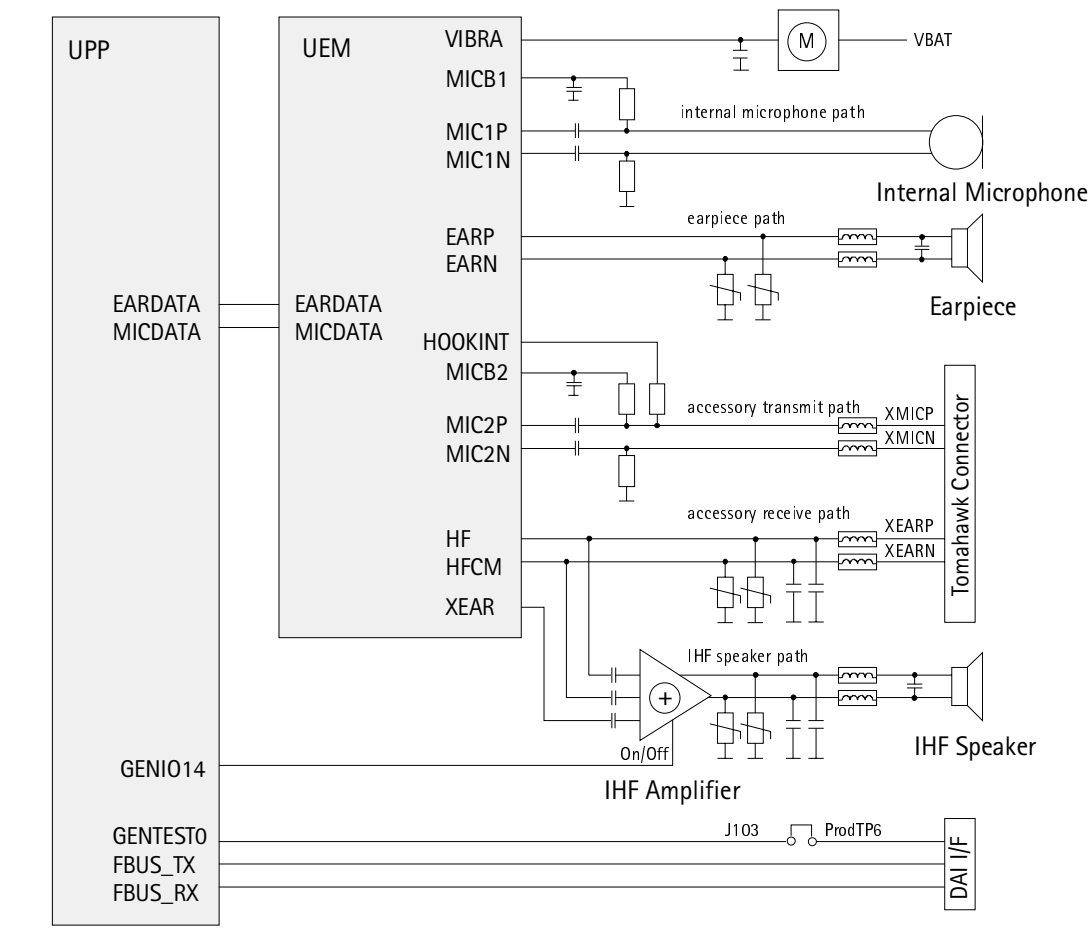 UPP
UEM
VIBRA
M
VBAT
MICB1
internal microphone path
MIC1P
MIC1N
Internal Microphone
earpiece path
EARP
EARN
Earpiece
EARDATA
MICDATA
EARDATA
MICDATA
HOOKINT
MICB2
accessory transmit path
XMICP
MIC2P
XMICN
MIC2N
Tomahawk Connector
accessory receive path
XEARP
HF
XEARN
HFCM
XEAR
IHF speaker path
+
On/Off
IHF Speaker
GENIO14
IHF Amplifier
J103
ProdTP6
GENTEST0
FBUS_TX
FBUS_RX
DAI I/F